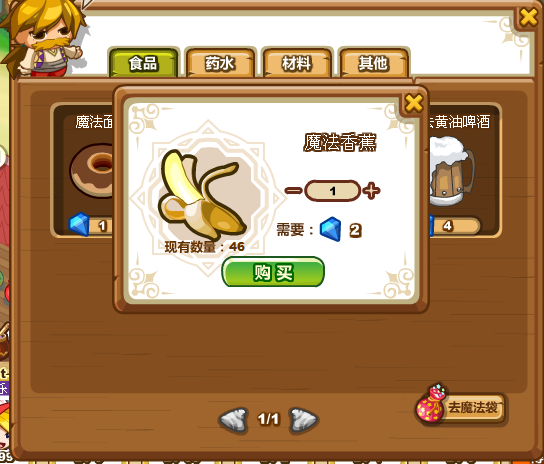 食品 药水 材料 其他
魔法面
法黄油啤酒
1
4
魔法香蕉
1
需要：2
现有数量：46
购买
1/1
去魔法袋